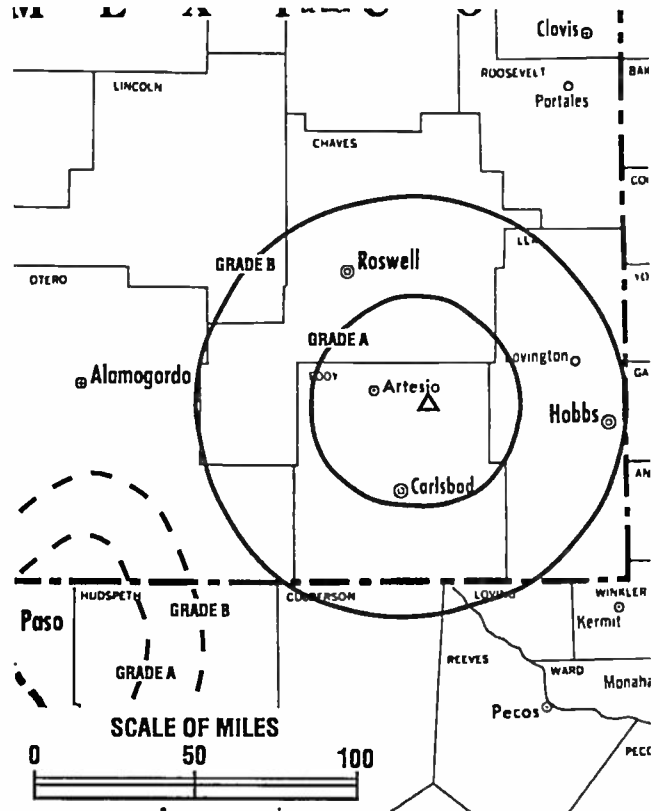 Clovis
ROOSEVELT
LINCOLN
Portales
CHAVES
GRADE B
Roswell
OTERO
GRADE A
Lovington
EDDY
Alamogordo
Artesia
Hobbs
Carlsbad
HUDSPETH
CULBERSON
LOVING
WINKLER
GRADE B
Paso
Kermit
REEVES
WARD
GRADE A
Monaha
Pecos
SCALE OF MILES
0 50 100